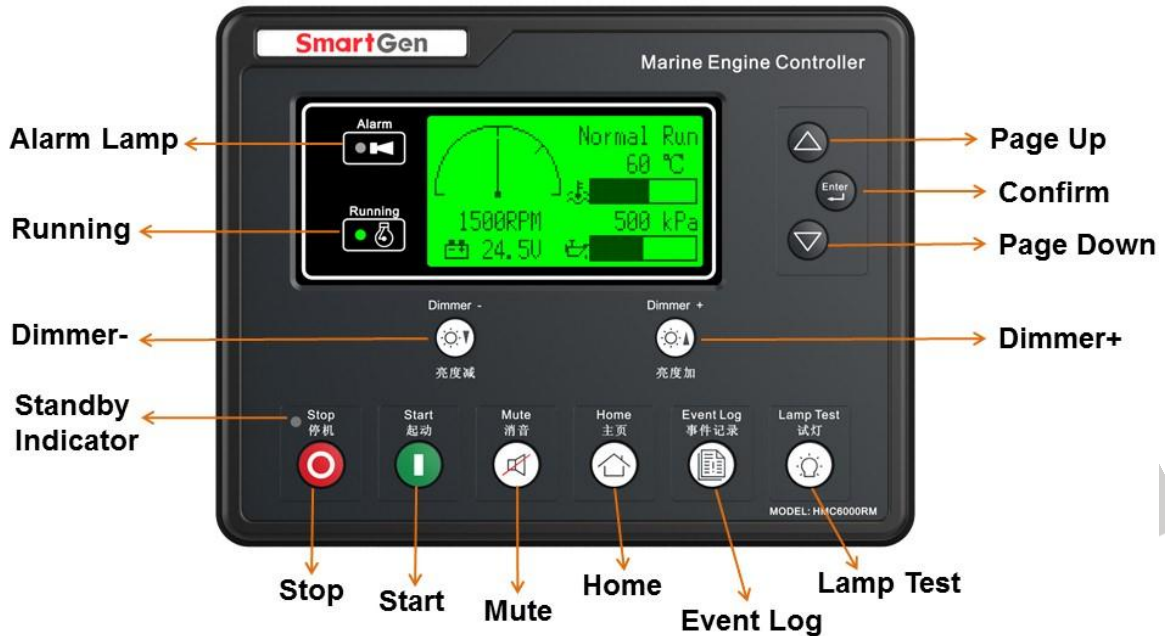 SmartGen
Marine Engine Controller
Alarm Lamp
Alarm
Normal Run
60 ℃
Page Up
Enter
Confirm
Running
Running
1500RPM
500 kPa
24.5V
Page Down
Dimmer -
Dimmer +
Dimmer-
亮度减
亮度加
Dimmer+
Standby
Indicator
Stop
停机
Start
起动
Mute
消音
Home
主页
Event Log
事件记录
Lamp Test
试灯
MODEL: HMC6000RM
Stop
Start
Mute
Home
Event Log
Lamp Test